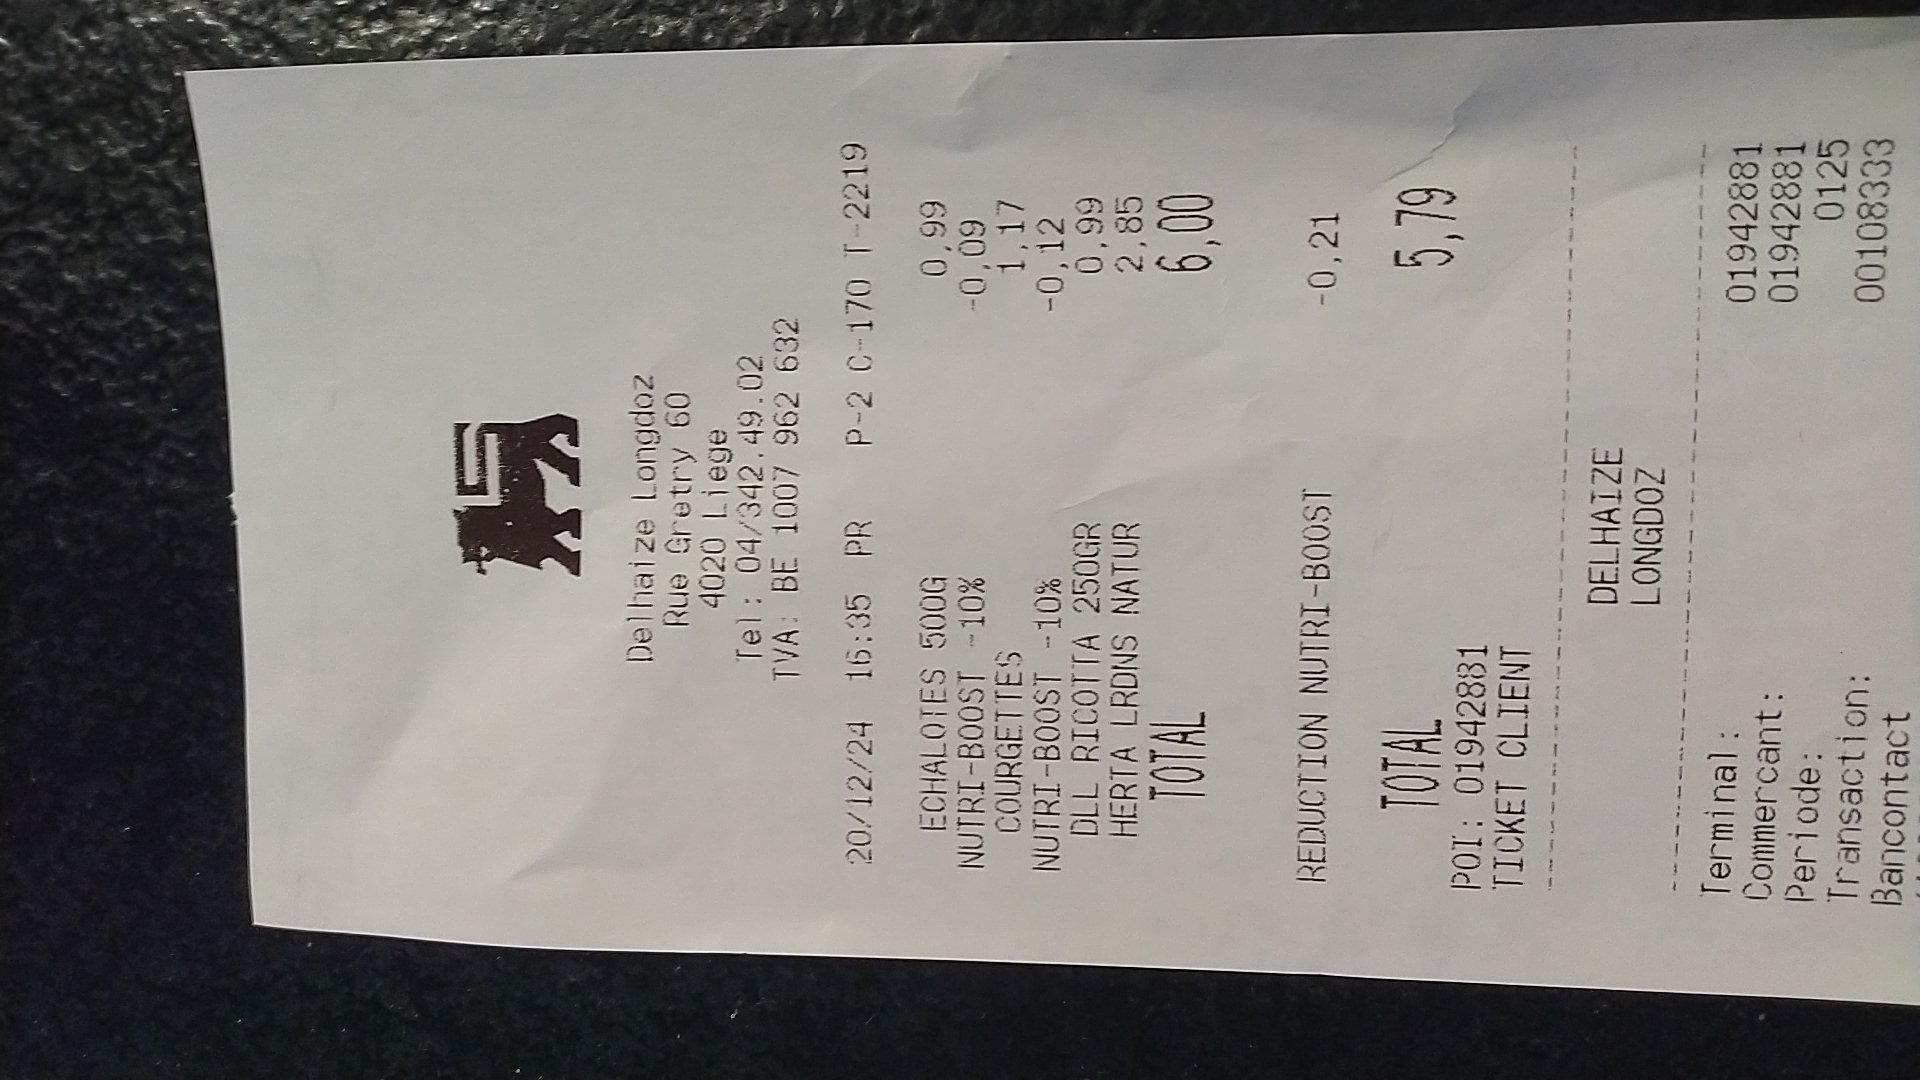 Delhaize Longdoz
Rue Gretry 60
4020 Liege
Tel: 04/342.49.02
TVA: BE 1007 962 632
20/12/24 16:35 PR P-2 C-170 T-2219
ECHALOTES 500G 0,99
NUTRI-BOOST -10% -0,09
COURGETTES 1,17
NUTRI-BOOST -10% -0,12
DLL RICOTTA 250GR 0,99
HERTA LRDNS NATUR 2,85
TOTAL 6,00
REDUCTION NUTRI-BOOST -0,21
TOTAL 5,79
POI: 01942881
TICKET CLIENT
DELHAIZE
LONGDOZ
Terminal: 01942881
Commercant: 01942881
Periode: 0125
Transaction: 00108333
Bancontact